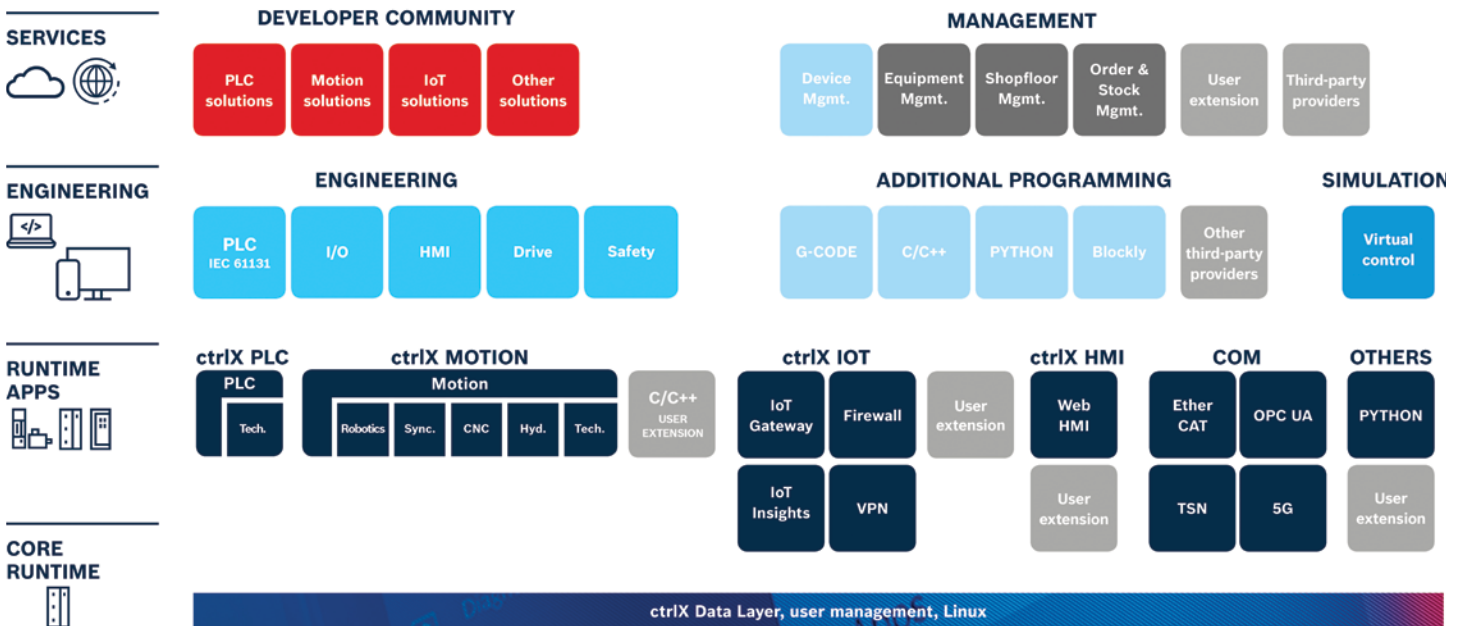 SERVICES
DEVELOPER COMMUNITY
PLC
solutions
Motion
solutions
IoT
solutions
Other
solutions
MANAGEMENT
Device
Mgmt.
Equipment
Mgmt.
Shopfloor
Mgmt.
Order &
Stock
Mgmt.
User
extension
Third-party
providers
ENGINEERING
</>
ENGINEERING
PLC
IEC 61131
I/O
HMI
Drive
Safety
ADDITIONAL PROGRAMMING
G-CODE
C/C++
PYTHON
Blockly
Other
third-party
providers
SIMULATION
Virtual
control
RUNTIME
APPS
ctrlX PLC
PLC
Tech.
ctrlX MOTION
Motion
Robotics
Sync.
CNC
Hyd.
Tech.
C/C++
USER
EXTENSION
ctrlX IOT
IoT
Gateway
Firewall
User
extension
IoT
Insights
VPN
ctrlX HMI
Web
HMI
User
extension
COM
Ether
CAT
OPC UA
TSN
5G
OTHERS
PYTHON
User
extension
CORE
RUNTIME
ctrlX Data Layer, user management, Linux